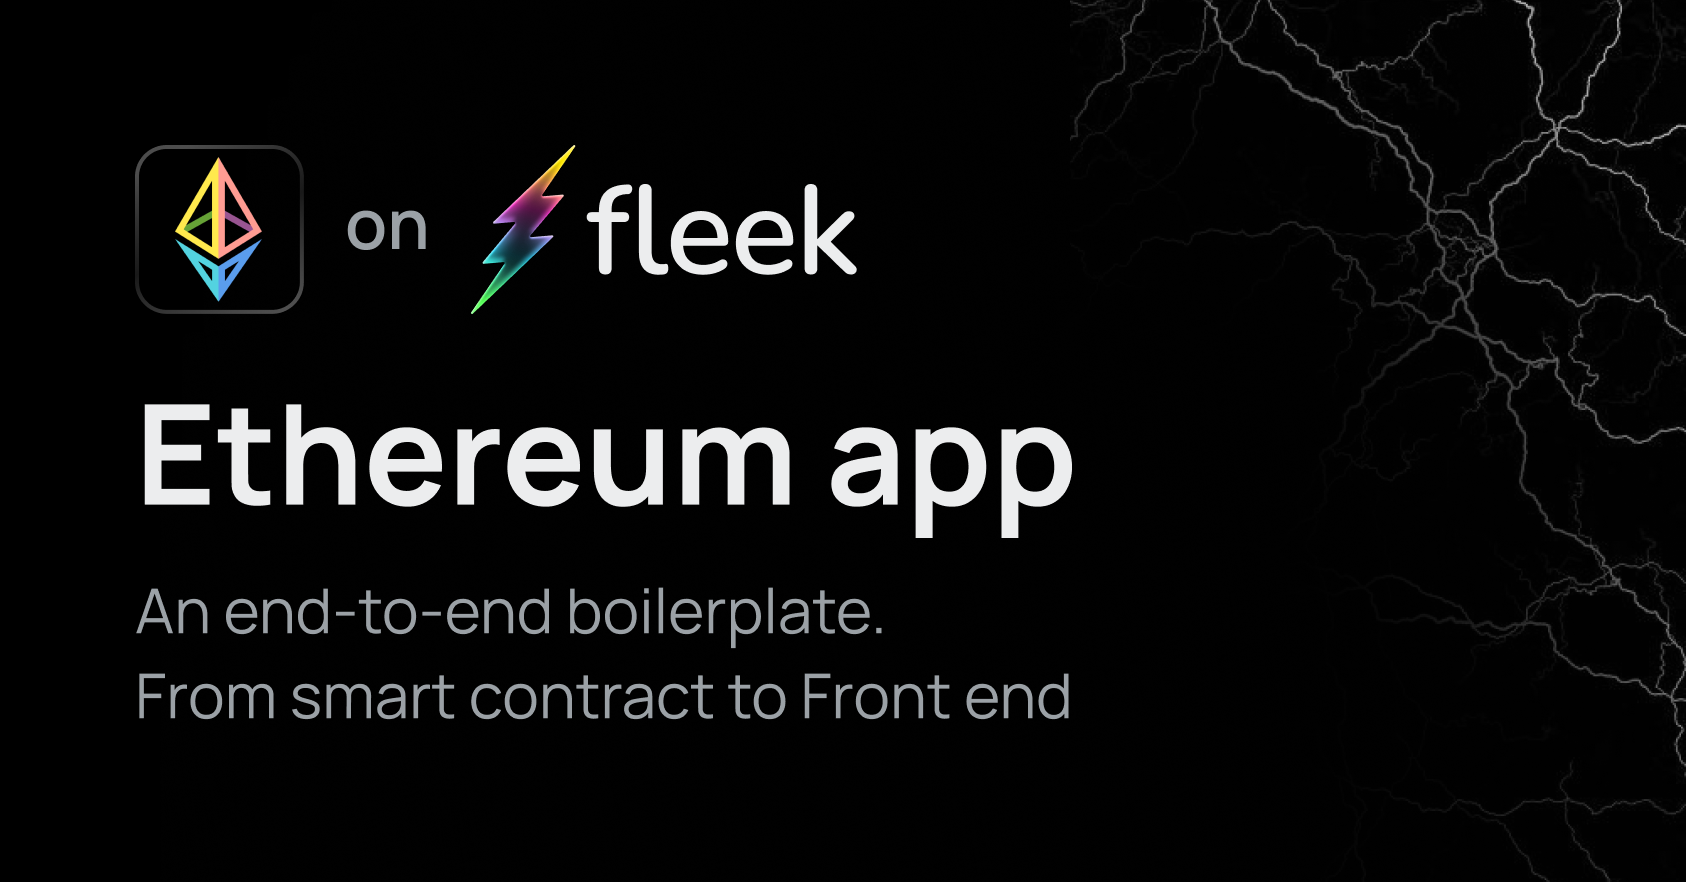 on fleek
Ethereum app
An end-to-end boilerplate.
From smart contract to Front end